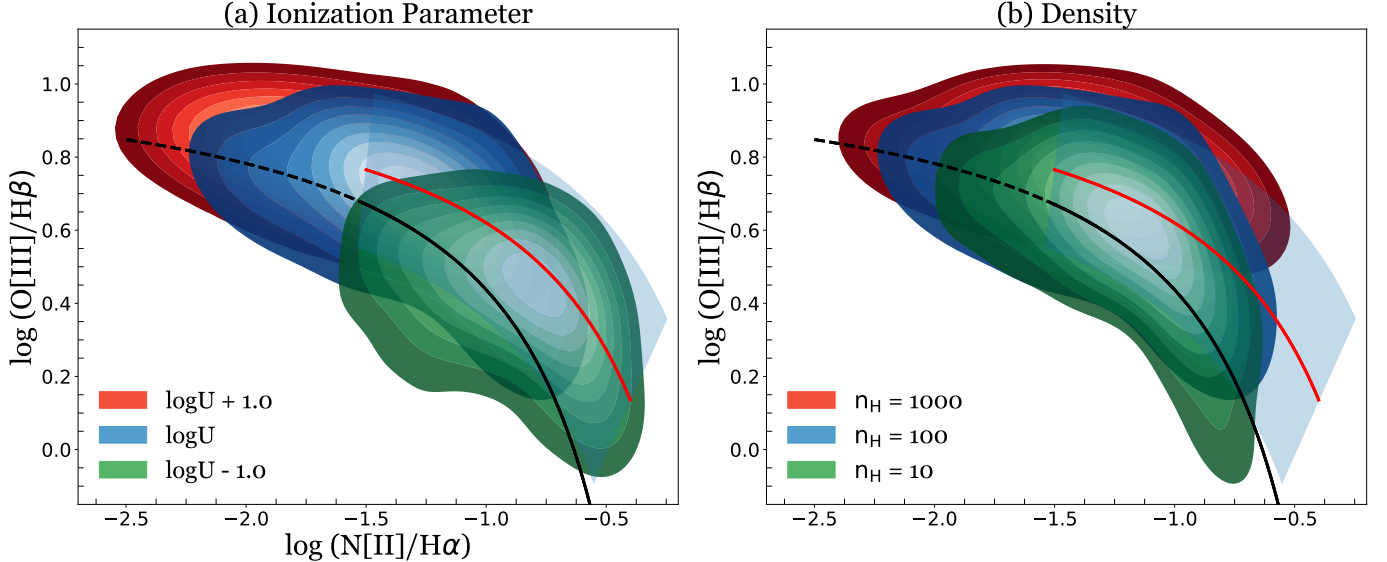 (a) Ionization Parameter
log (O[III]/Hβ)
1.0
0.8
0.6
0.4
0.2
0.0
logU + 1.0
logU
logU - 1.0
−2.5 −2.0 −1.5 −1.0 −0.5
log (N[II]/Hα)
(b) Density
log (O[III]/Hβ)
1.0
0.8
0.6
0.4
0.2
0.0
nH = 1000
nH = 100
nH = 10
−2.5 −2.0 −1.5 −1.0 −0.5